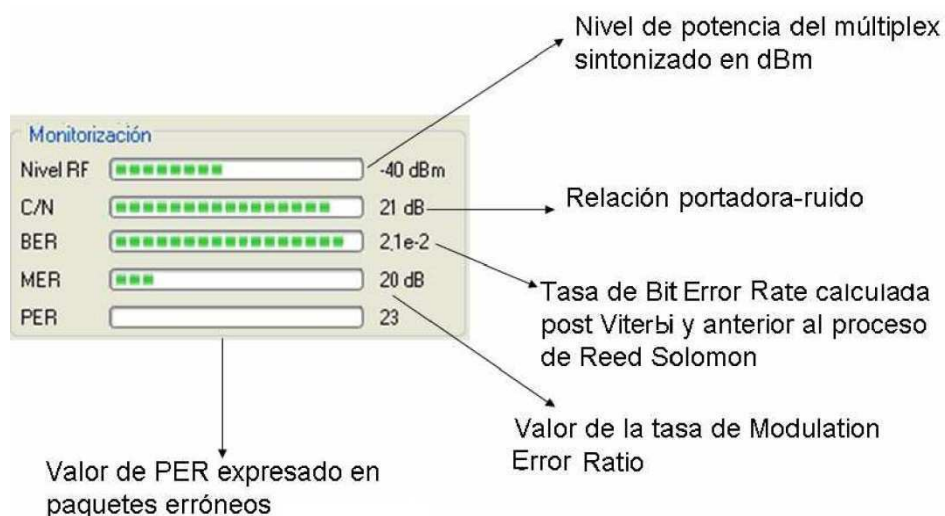 Nivel de potencia del múltiplex
sintonizado en dBm
Monitorización
Nivel RF -40 dBm
C/N 21 dB
Relación portadora-ruido
BER 2,1e-2
MER 20 dB
PER 23
Tasa de Bit Error Rate calculada
post Viterbi y anterior al proceso
de Reed Solomon
Valor de la tasa de Modulation
Error Ratio
Valor de PER expresado en
paquetes erróneos